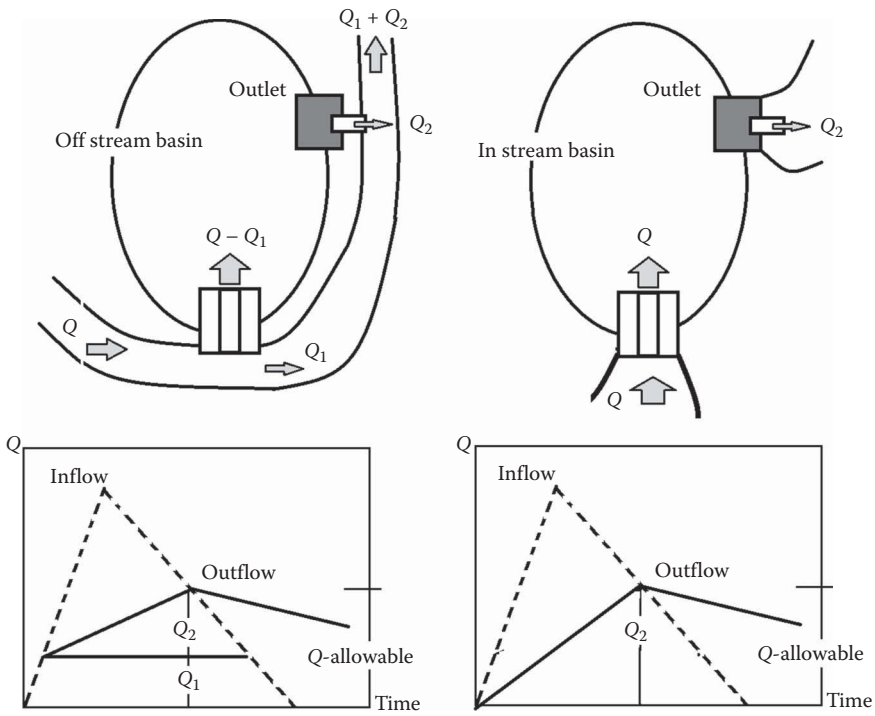 Q₁ + Q₂
Outlet
Q₂
Off stream basin
Q – Q₁
Q
Q₁
Outlet
Q₂
In stream basin
Q
Q
Q
Inflow
Outflow
Q₂
Q-allowable
Q₁
Time
Q
Inflow
Outflow
Q₂
Q-allowable
Time